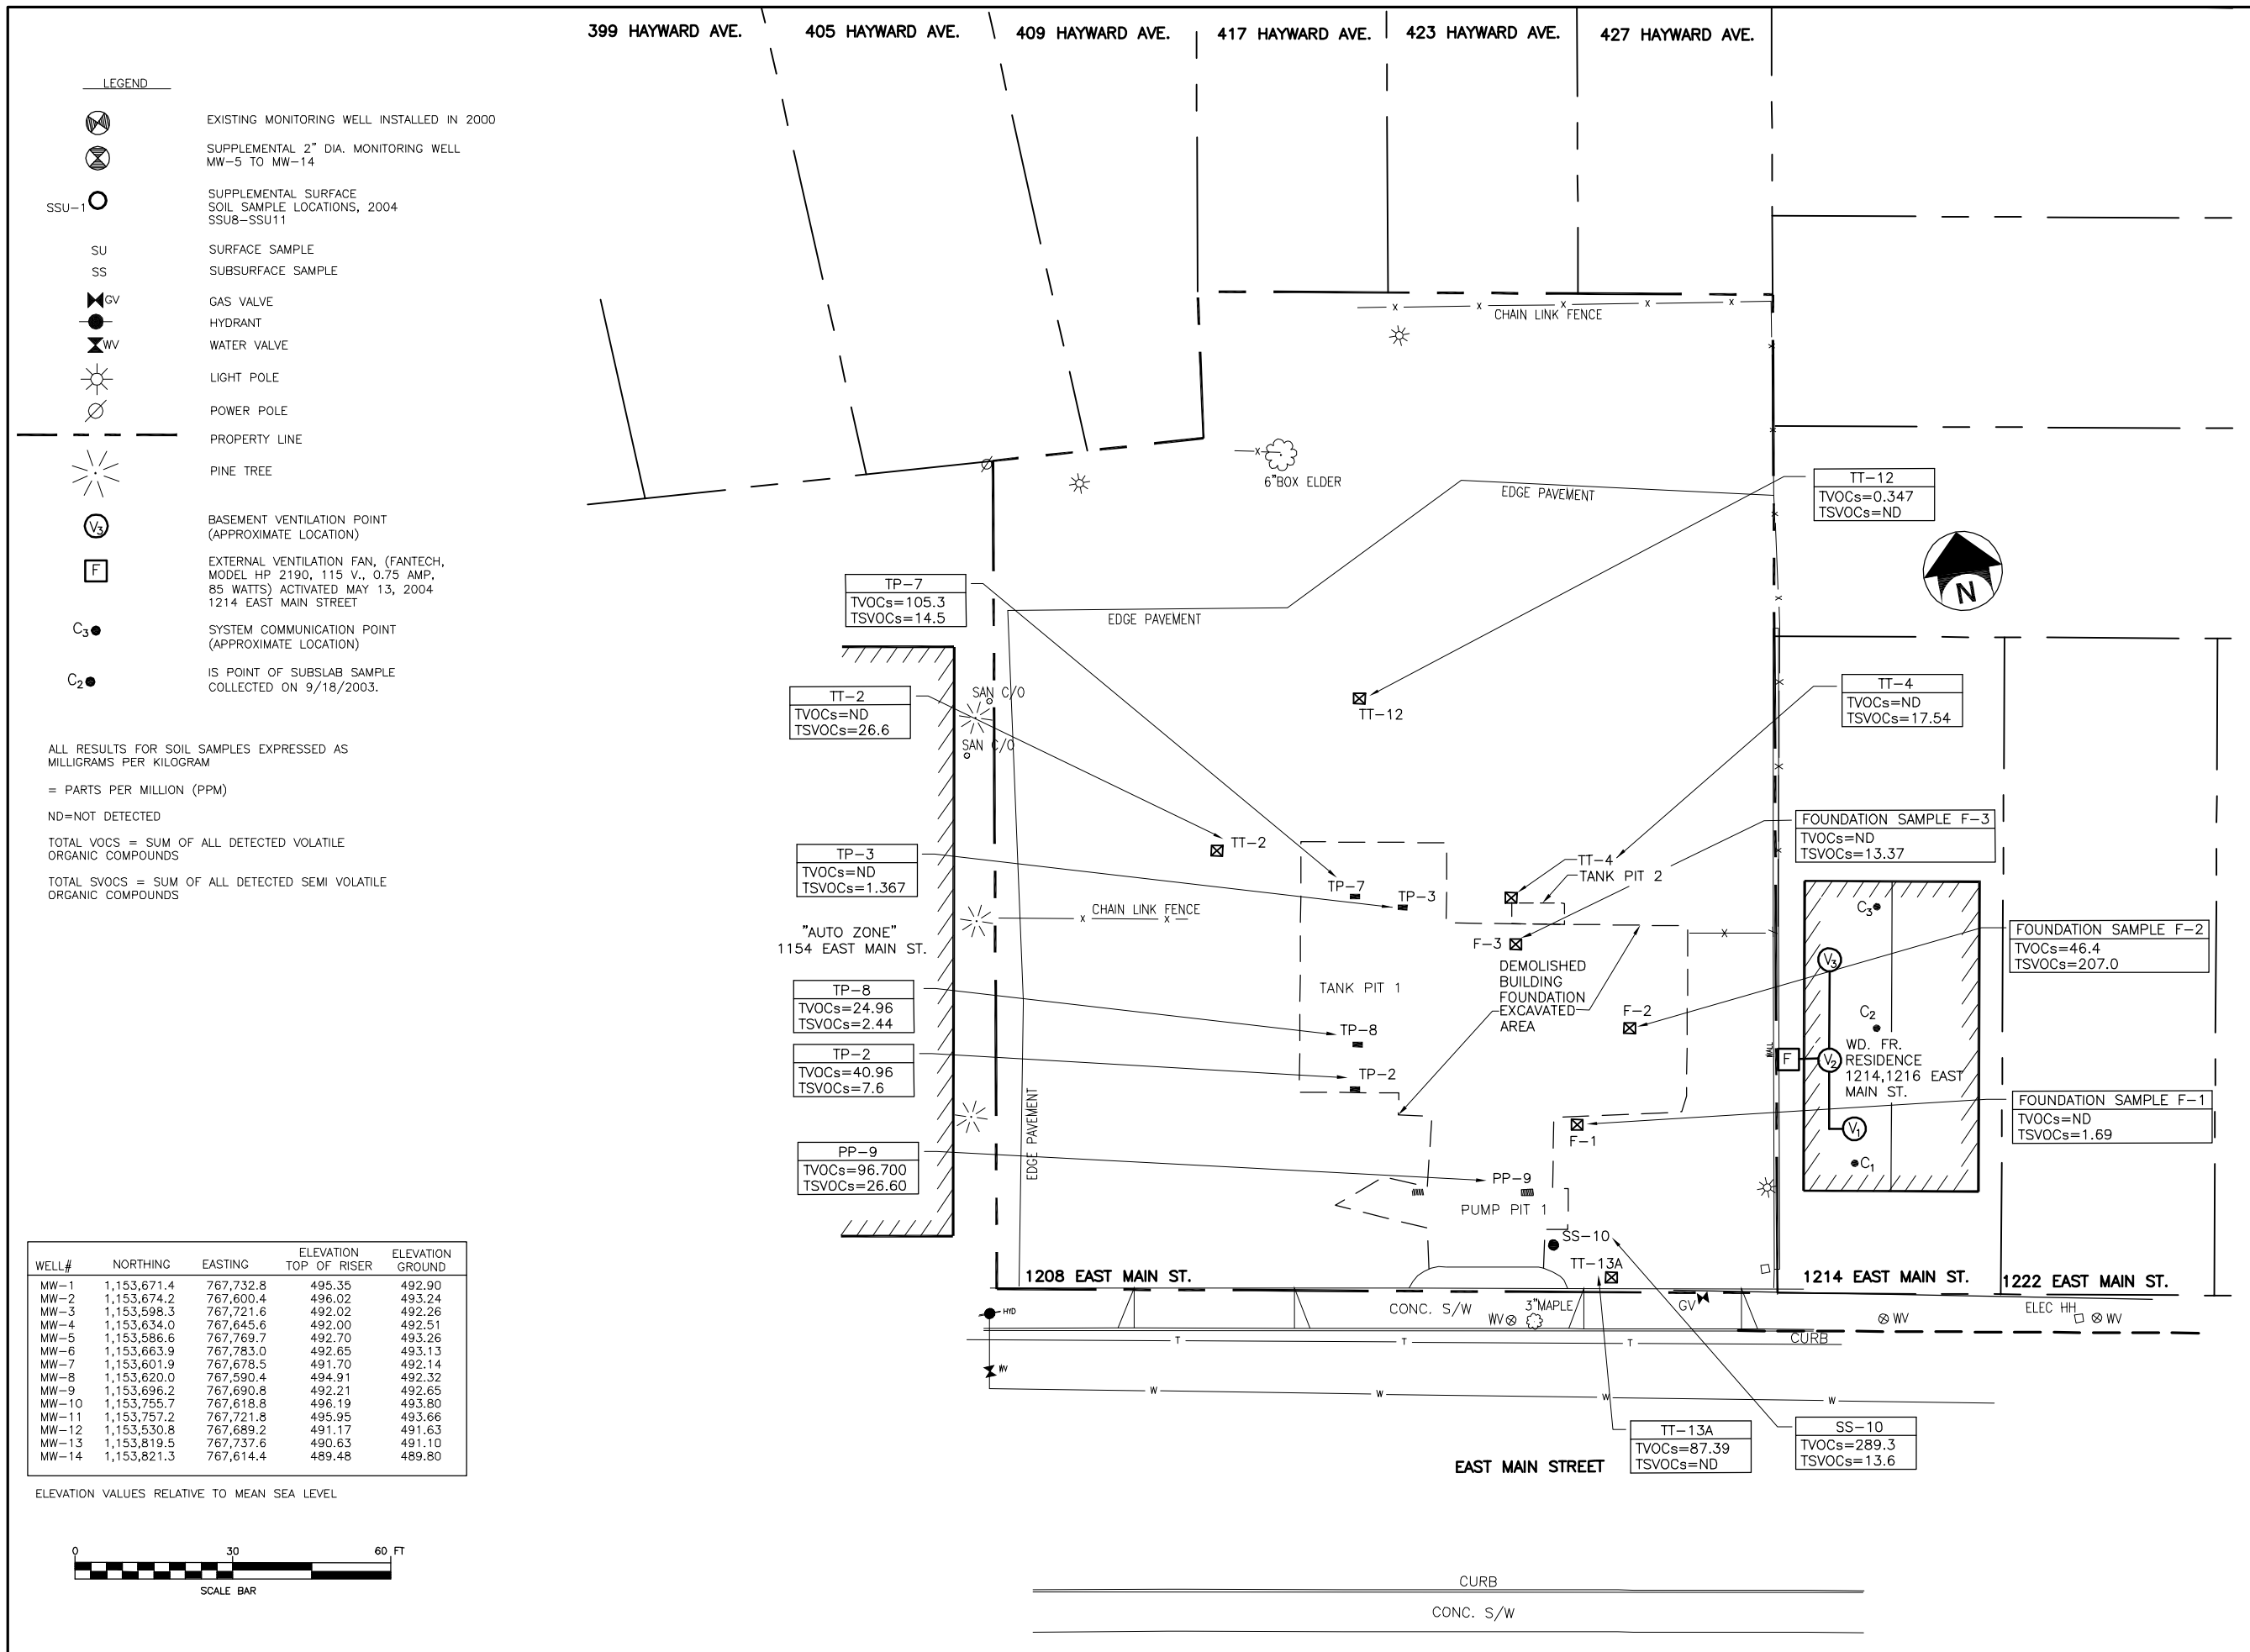 399 HAYWARD AVE.
405 HAYWARD AVE.
409 HAYWARD AVE.
417 HAYWARD AVE.
423 HAYWARD AVE.
427 HAYWARD AVE.
LEGEND
EXISTING MONITORING WELL INSTALLED IN 2000
SUPPLEMENTAL 2" DIA. MONITORING WELL
MW-5 TO MW-14
SSU-1
SUPPLEMENTAL SURFACE
SOIL SAMPLE LOCATIONS, 2004
SSU8-SSU11
SU SURFACE SAMPLE
SS SUBSURFACE SAMPLE
GV GAS VALVE
HYDRANT
WV WATER VALVE
LIGHT POLE
POWER POLE
PROPERTY LINE
PINE TREE
V3 BASEMENT VENTILATION POINT
(APPROXIMATE LOCATION)
F EXTERNAL VENTILATION FAN, (FANTECH,
MODEL HP 2190, 115 V., 0.75 AMP,
85 WATTS) ACTIVATED MAY 13, 2004
1214 EAST MAIN STREET
C3 SYSTEM COMMUNICATION POINT
(APPROXIMATE LOCATION)
C2 IS POINT OF SUBSLAB SAMPLE
COLLECTED ON 9/18/2003.
ALL RESULTS FOR SOIL SAMPLES EXPRESSED AS
MILLIGRAMS PER KILOGRAM
= PARTS PER MILLION (PPM)
ND=NOT DETECTED
TOTAL VOCS = SUM OF ALL DETECTED VOLATILE
ORGANIC COMPOUNDS
TOTAL SVOCS = SUM OF ALL DETECTED SEMI VOLATILE
ORGANIC COMPOUNDS
WELL# NORTHING EASTING ELEVATION TOP OF RISER ELEVATION GROUND
MW-1 1,153,671.4 767,732.8 495.35 492.90
MW-2 1,153,674.2 767,600.4 496.02 493.24
MW-3 1,153,598.3 767,721.6 492.02 492.26
MW-4 1,153,634.0 767,645.6 492.00 492.51
MW-5 1,153,586.6 767,769.7 492.70 493.26
MW-6 1,153,663.9 767,783.0 492.65 493.13
MW-7 1,153,601.9 767,678.5 491.70 492.14
MW-8 1,153,620.0 767,590.4 494.91 492.32
MW-9 1,153,696.2 767,690.8 492.21 492.65
MW-10 1,153,755.7 767,618.8 496.19 493.80
MW-11 1,153,757.2 767,721.8 495.95 493.66
MW-12 1,153,530.8 767,689.2 491.17 491.63
MW-13 1,153,819.5 767,737.6 490.63 491.10
MW-14 1,153,821.3 767,614.4 489.48 489.80
ELEVATION VALUES RELATIVE TO MEAN SEA LEVEL
0 30 60 FT
SCALE BAR
X X X X X
CHAIN LINK FENCE
X
6"BOX ELDER
EDGE PAVEMENT
EDGE PAVEMENT
TT-12
TVOCs=0.347
TSVOCs=ND
N
TP-7
TVOCs=105.3
TSVOCs=14.5
TT-2
TVOCs=ND
TSVOCs=26.6
SAN C/O
SAN C/O
TT-12
TT-4
TVOCs=ND
TSVOCs=17.54
TT-2
TP-3
TVOCs=ND
TSVOCs=1.367
FOUNDATION SAMPLE F-3
TVOCs=ND
TSVOCs=13.37
TT-4
TANK PIT 2
TP-7
TP-3
X CHAIN LINK FENCE X
"AUTO ZONE"
1154 EAST MAIN ST.
F-3
DEMOLISHED
BUILDING
FOUNDATION
EXCAVATED
AREA
TANK PIT 1
X
F-2
FOUNDATION SAMPLE F-2
TVOCs=46.4
TSVOCs=207.0
TP-8
TVOCs=24.96
TSVOCs=2.44
TP-8
TP-2
TVOCs=40.96
TSVOCs=7.6
TP-2
C3
V3
C2
WALL
F
V2
WD. FR.
RESIDENCE
1214,1216 EAST
MAIN ST.
V1
C1
FOUNDATION SAMPLE F-1
TVOCs=ND
TSVOCs=1.69
F-1
EDGE PAVEMENT
PP-9
TVOCs=96.700
TSVOCs=26.60
PP-9
PUMP PIT 1
SS-10
TT-13A
1208 EAST MAIN ST.
1214 EAST MAIN ST.
1222 EAST MAIN ST.
HYD
CONC. S/W
3"MAPLE
WV
GV
WV
ELEC HH
WV
CURB
T T T
WV
W W W W
TT-13A
TVOCs=87.39
TSVOCs=ND
SS-10
TVOCs=289.3
TSVOCs=13.6
EAST MAIN STREET
CURB
CONC. S/W